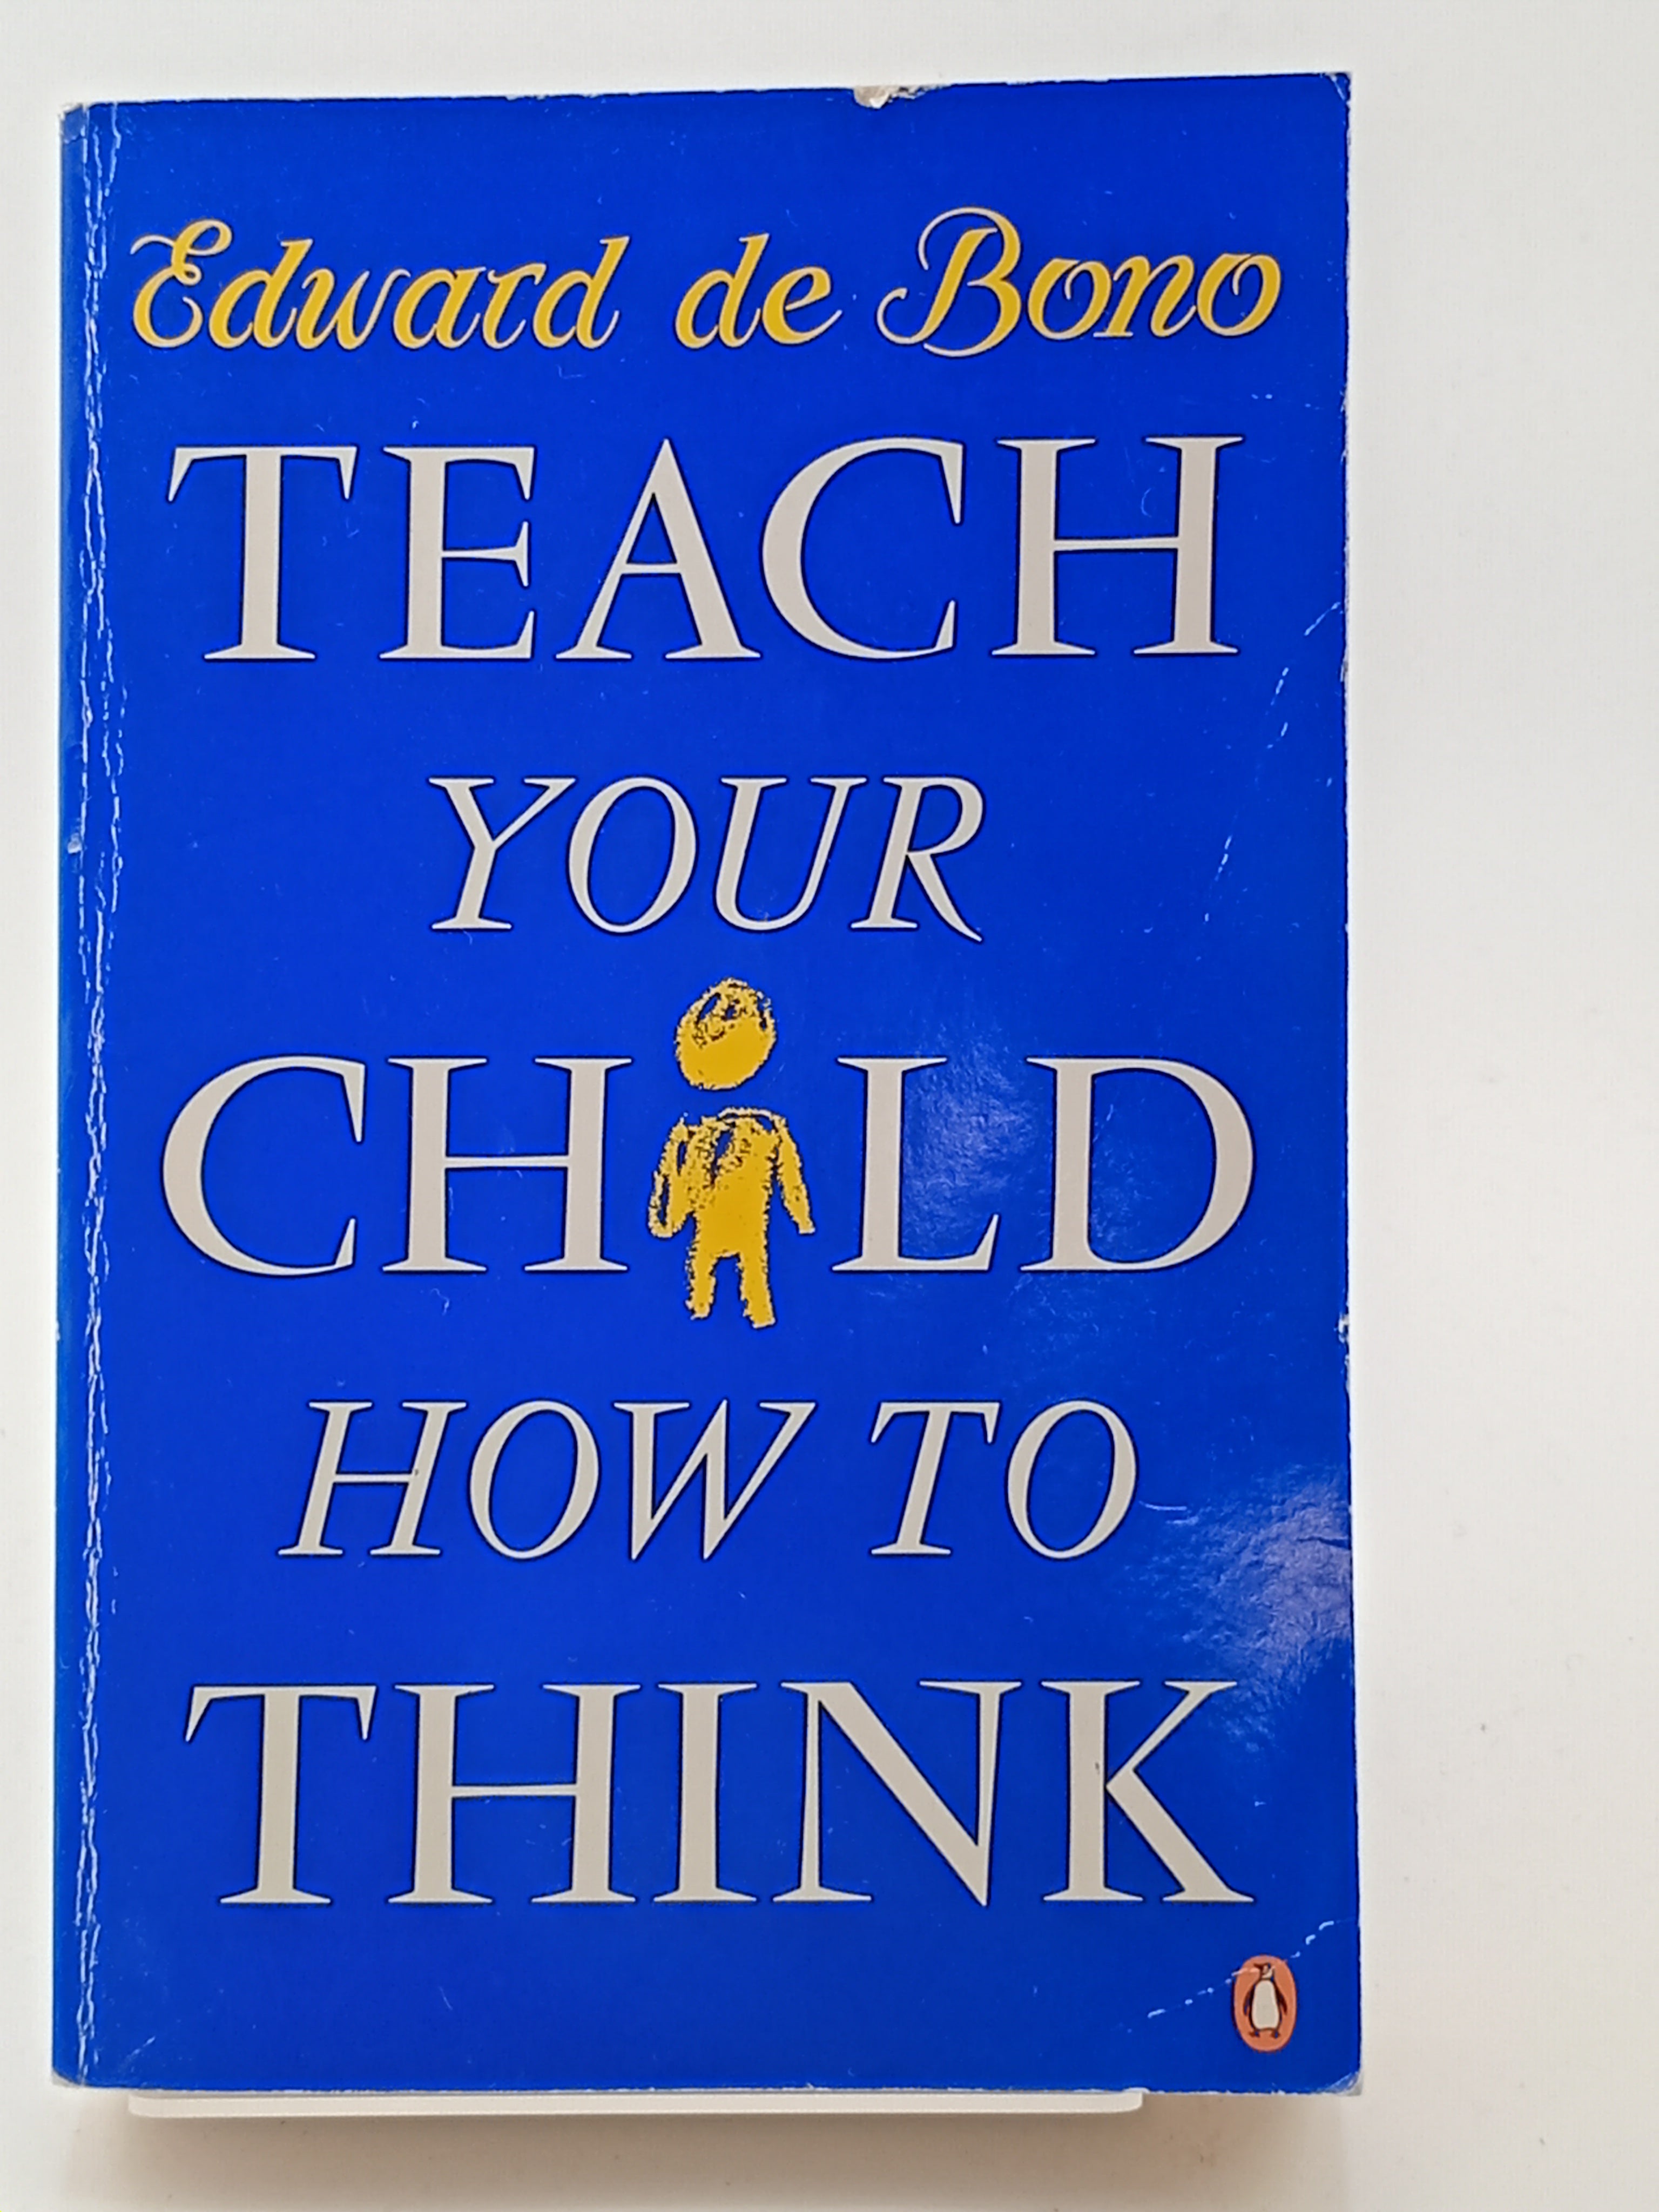 Edward de Bono
TEACH
YOUR
CHILD
HOW TO
THINK